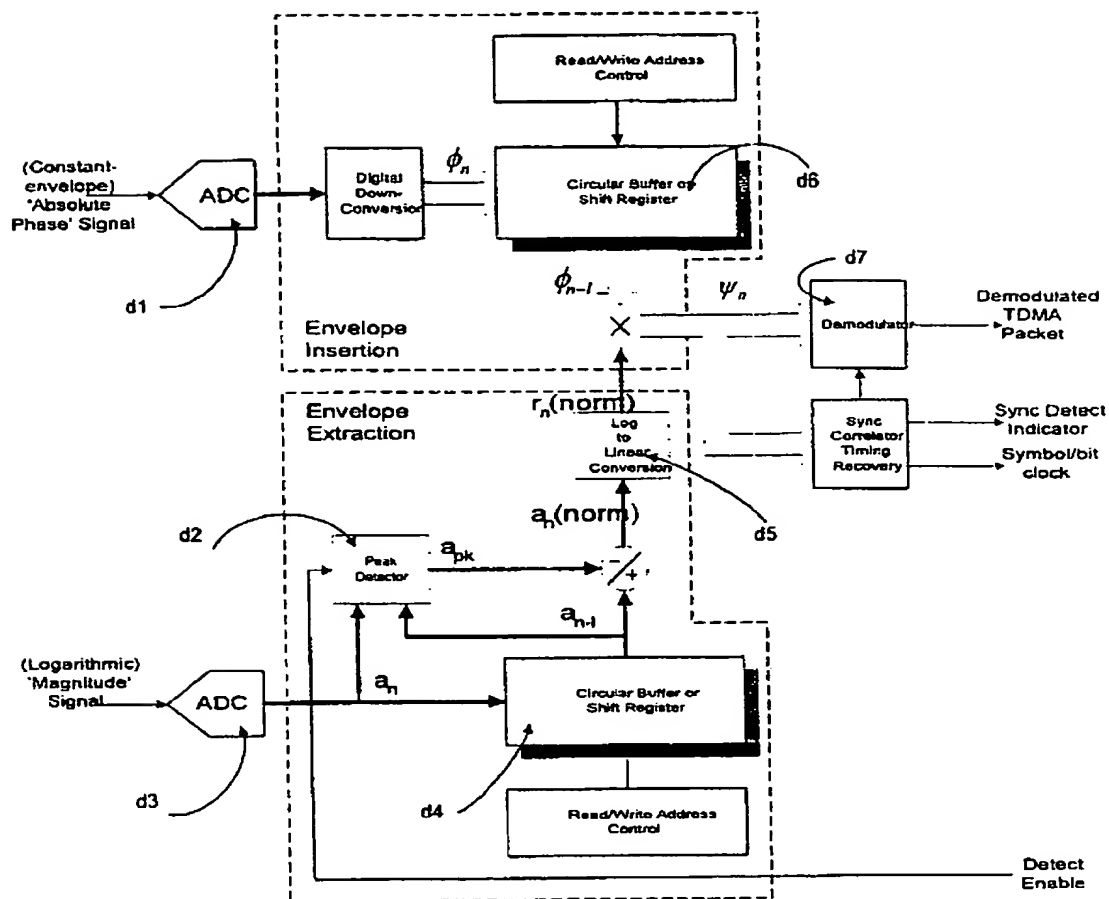 Read/Write Address
Control
(Constant-
envelope)
'Absolute
Phase' Signal
ADC
d1
Digital
Down-
Conversion
ϕn
Circular Buffer or
Shift Register
d6
ϕn-l
ψn
×
d7
Demodulator
Demodulated
TDMA
Packet
Envelope
Insertion
Envelope
Extraction
rn(norm)
Log
to
Linear
Conversion
d5
Sync
Correlator
Timing
Recovery
Sync Detect
Indicator
Symbol/bit
clock
an(norm)
d2
Peak
Detector
apk
- +
an-l
(Logarithmic)
'Magnitude'
Signal
ADC
d3
an
Circular Buffer or
Shift Register
d4
Read/Write Address
Control
Detect
Enable